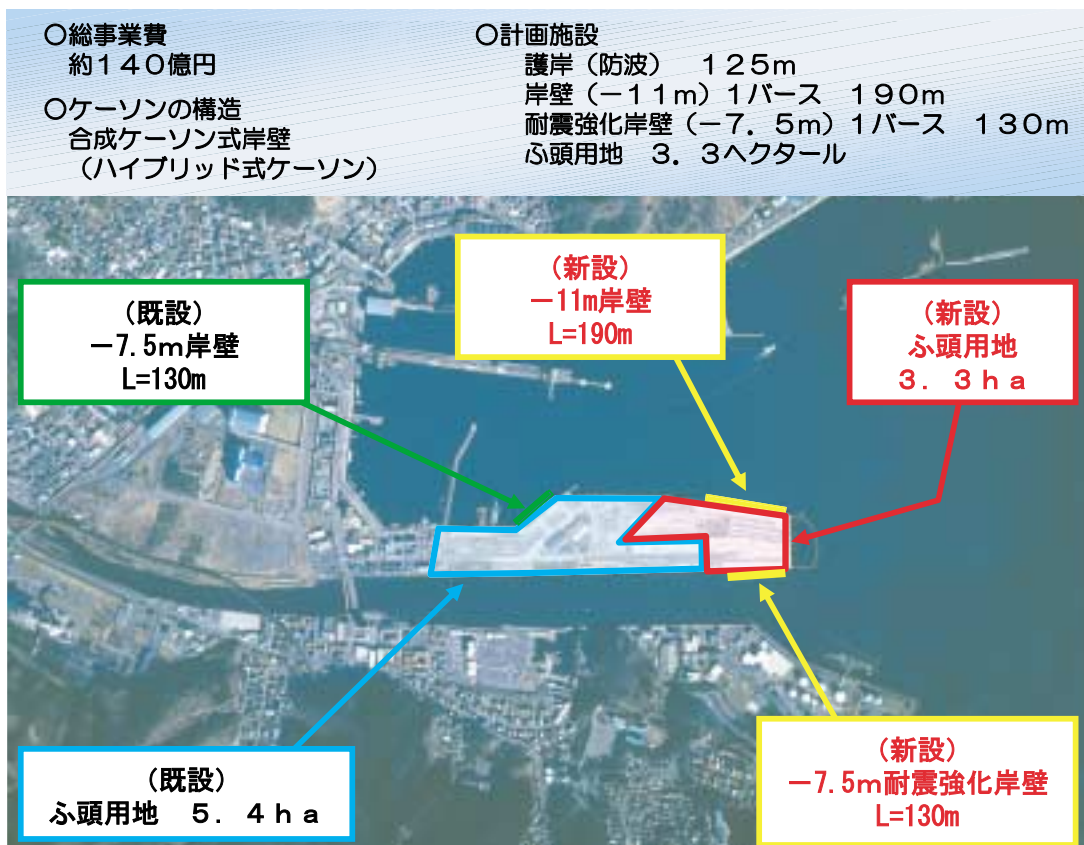 ○総事業費
約140億円
○ケーソンの構造
合成ケーソン式岸壁
(ハイブリッド式ケーソン)
○計画施設
護岸(防波) 125m
岸壁(-11m)1バース 190m
耐震強化岸壁(-7.5m)1バース 130m
ふ頭用地 3.3ヘクタール
(既設)
-7.5m岸壁
L=130m
(新設)
-11m岸壁
L=190m
(新設)
ふ頭用地
3.3ha
(既設)
ふ頭用地 5.4ha
(新設)
-7.5m耐震強化岸壁
L=130m